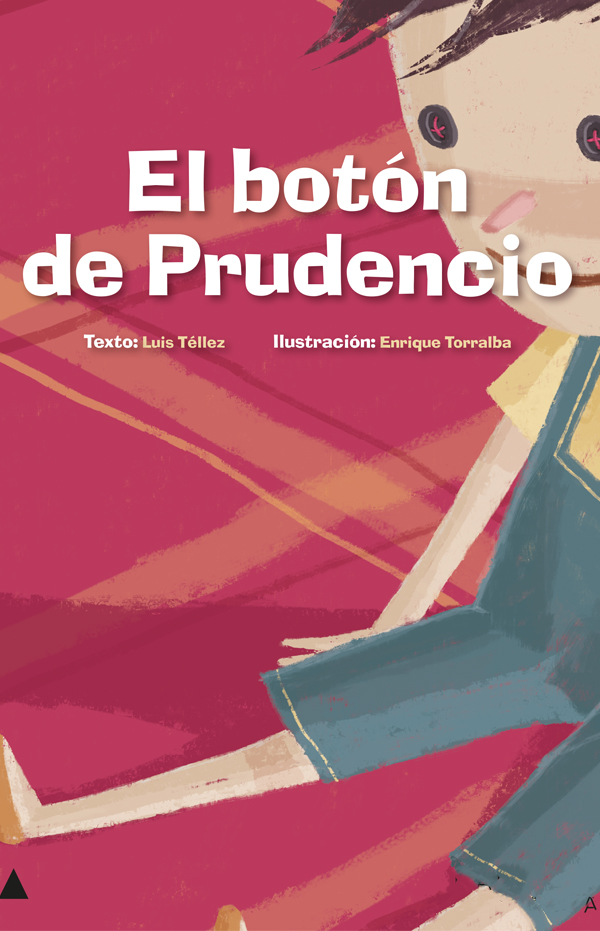 El botón
de Prudencio
Texto: Luis Téllez Ilustración: Enrique Torralba
A